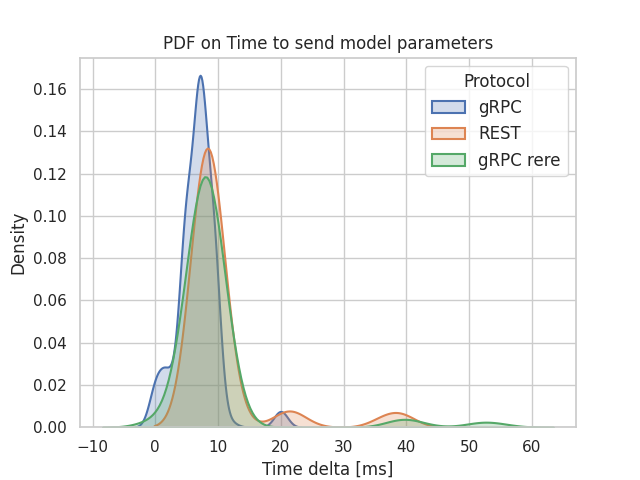 PDF on Time to send model parameters
Protocol
gRPC
REST
gRPC rere
Density
0.16
0.14
0.12
0.10
0.08
0.06
0.04
0.02
0.00
−10 0 10 20 30 40 50 60
Time delta [ms]